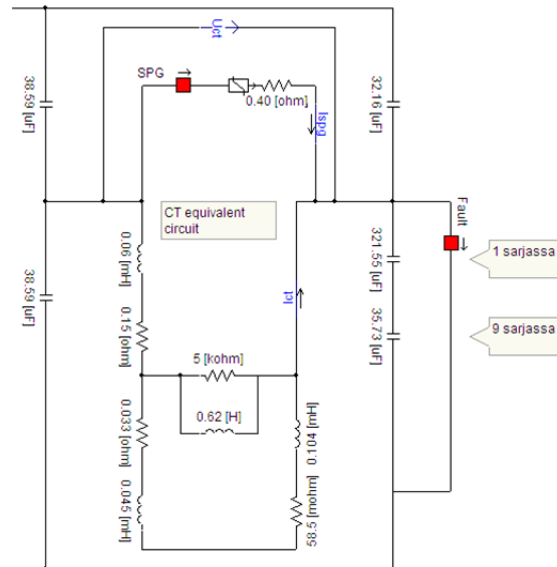 Uct
SPG
0.40 [ohm]
Ispg
38.59 [uF]
32.16 [uF]
CT equivalent
circuit
Fault
0.06 [mH]
1 sarjassa
321.55 [uF]
Ict
38.59 [uF]
0.15 [ohm]
35.73 [uF]
9 sarjassa
5 [kohm]
0.62 [H]
0.033 [ohm]
0.104 [mH]
0.045 [mH]
58.5 [mohm]